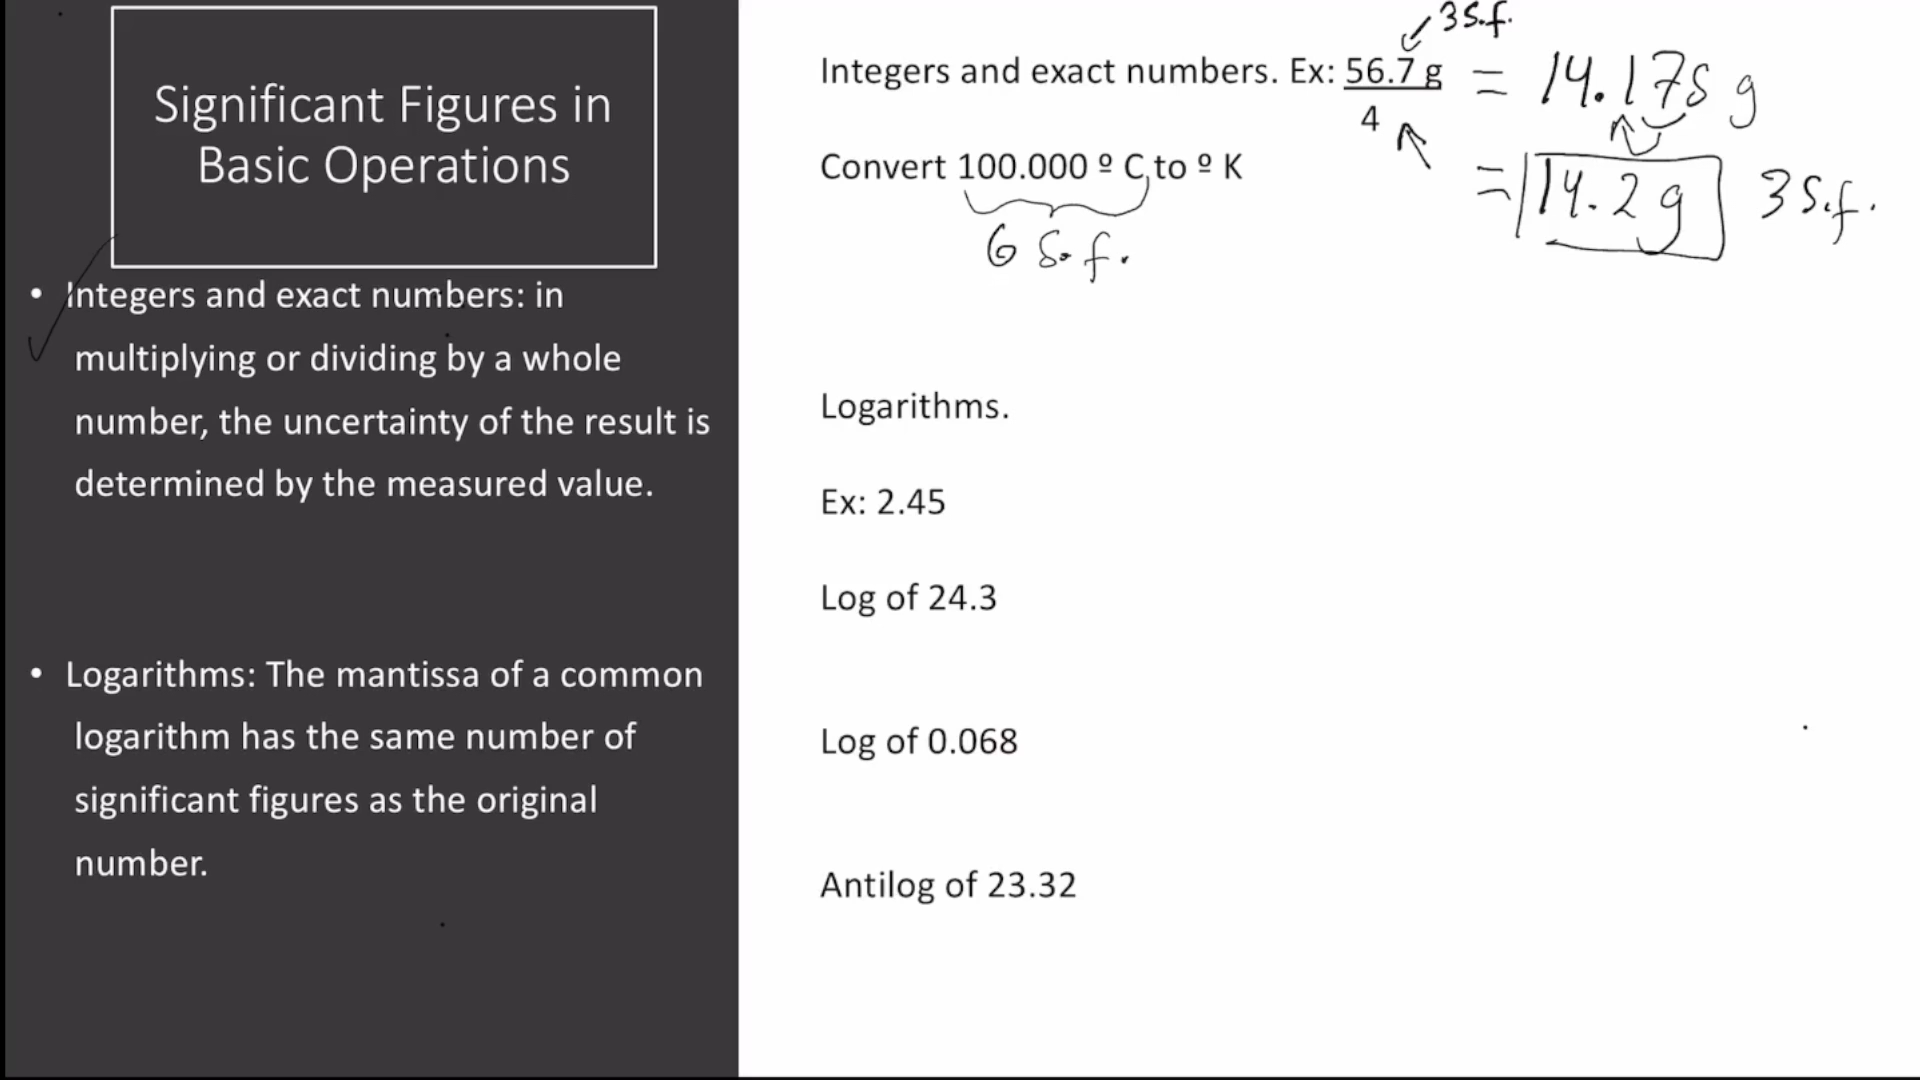 Significant Figures in
Basic Operations
• Integers and exact numbers: in
multiplying or dividing by a whole
number, the uncertainty of the result is
determined by the measured value.
• Logarithms: The mantissa of a common
logarithm has the same number of
significant figures as the original
number.
3 s.f.
Integers and exact numbers. Ex: 56.7 g = 14.175 g
4
Convert 100.000 º C to º K
= 14.2 g 3 s.f.
6 s.f.
Logarithms.
Ex: 2.45
Log of 24.3
Log of 0.068
Antilog of 23.32